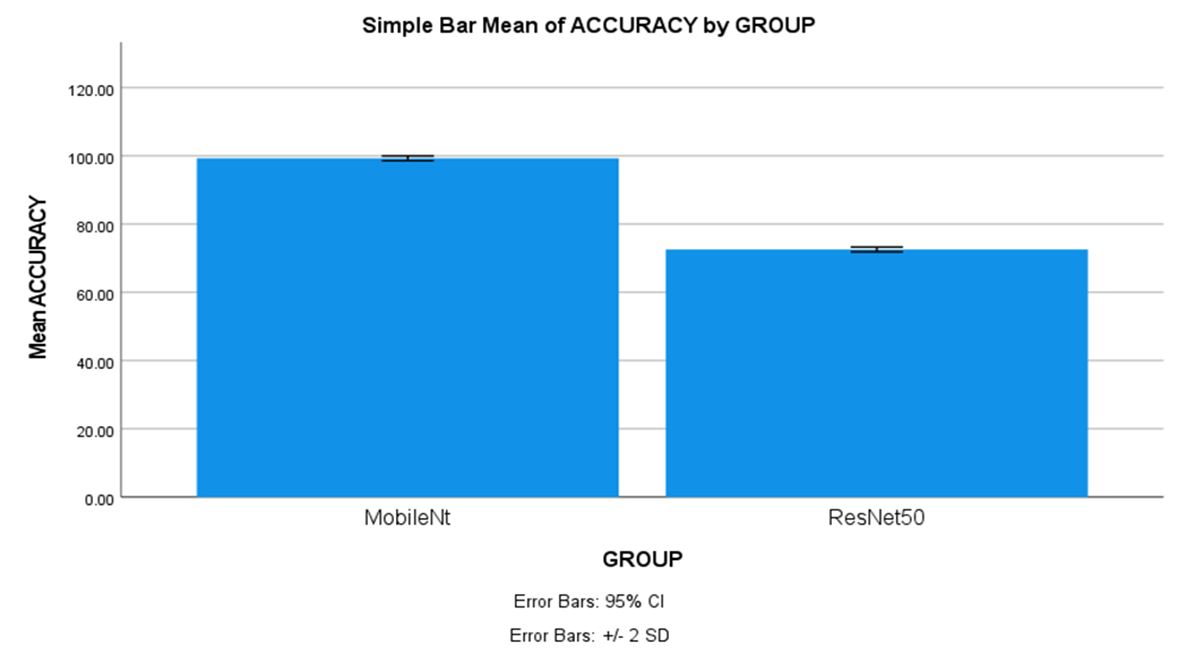 Simple Bar Mean of ACCURACY by GROUP
Mean ACCURACY
120.00
100.00
80.00
60.00
40.00
20.00
0.00
MobileNt
ResNet50
GROUP
Error Bars: 95% CI
Error Bars: +/- 2 SD